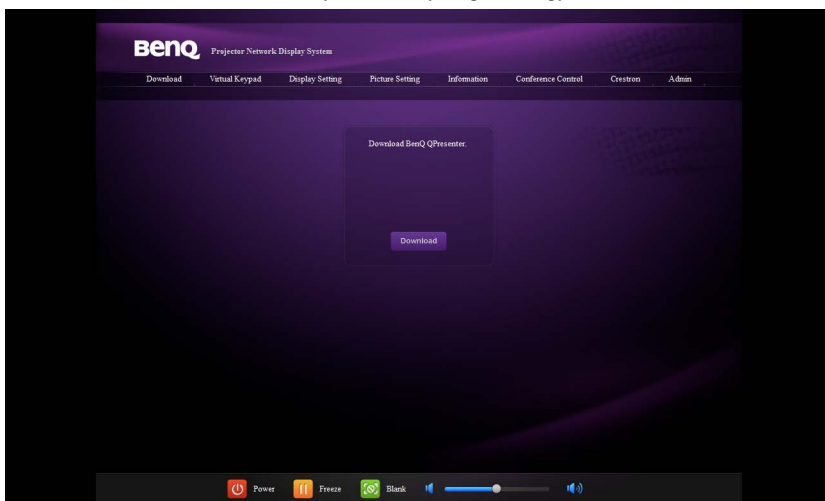 BenQ Projector Network Display System
Download Virtual Keypad Display Setting Picture Setting Information Conference Control Crestron Admin
Download BenQ QPresenter.
Download
Power Freeze Blank